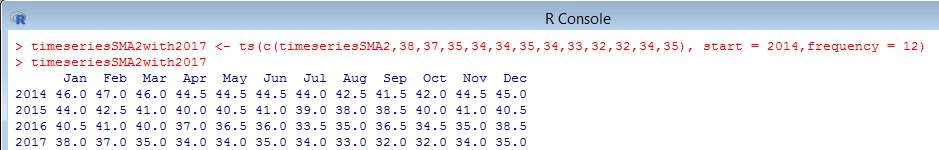 R Console
> timeseriesSMA2with2017 <- ts(c(timeseriesSMA2,38,37,35,34,34,35,34,33,32,32,34,35), start = 2014,frequency = 12)
> timeseriesSMA2with2017
Jan Feb Mar Apr May Jun Jul Aug Sep Oct Nov Dec
2014 46.0 47.0 46.0 44.5 44.5 44.5 44.0 42.5 41.5 42.0 44.5 45.0
2015 44.0 42.5 41.0 40.0 40.5 41.0 39.0 38.0 38.5 40.0 41.0 40.5
2016 40.5 41.0 40.0 37.0 36.5 36.0 33.5 35.0 36.5 34.5 35.0 38.5
2017 38.0 37.0 35.0 34.0 34.0 35.0 34.0 33.0 32.0 32.0 34.0 35.0